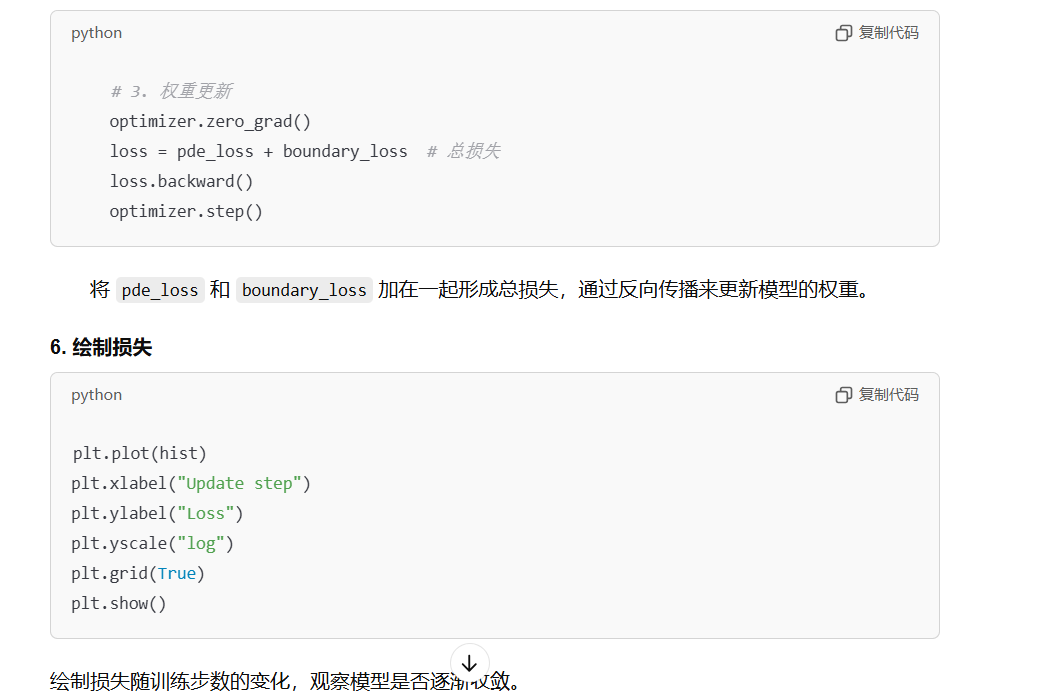 python
复制代码
# 3. 权重更新
optimizer.zero_grad()
loss = pde_loss + boundary_loss  # 总损失
loss.backward()
optimizer.step()
将 pde_loss 和 boundary_loss 加在一起形成总损失，通过反向传播来更新模型的权重。
6. 绘制损失
python
复制代码
plt.plot(hist)
plt.xlabel("Update step")
plt.ylabel("Loss")
plt.yscale("log")
plt.grid(True)
plt.show()
绘制损失随训练步数的变化，观察模型是否逐渐收敛。